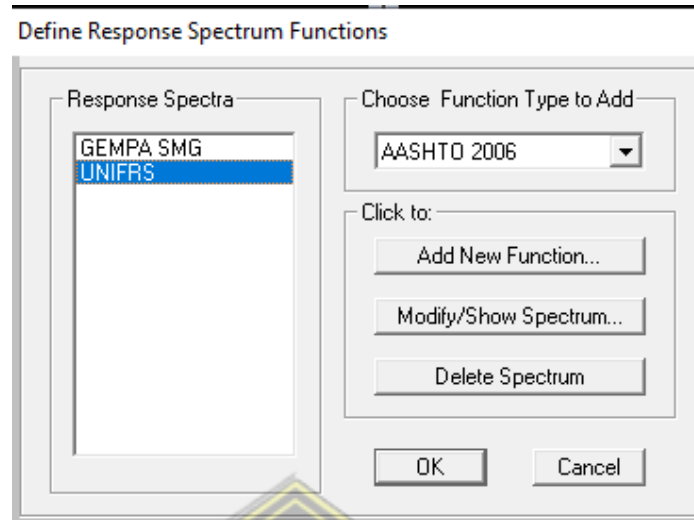 Define Response Spectrum Functions
Response Spectra
GEMPA SMG
UNIFRS
Choose Function Type to Add
AASHTO 2006
Click to:
Add New Function...
Modify/Show Spectrum...
Delete Spectrum
OK
Cancel